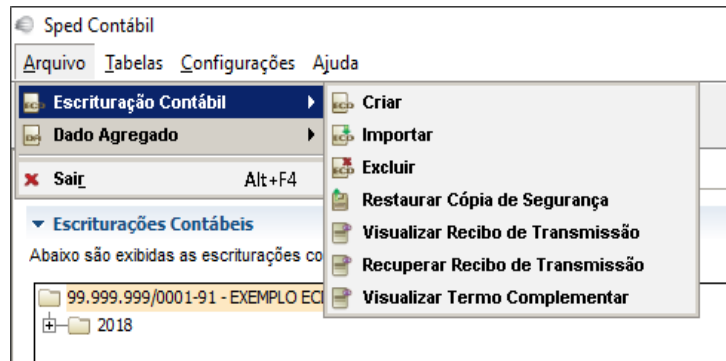 Sped Contábil
Arquivo Tabelas Configurações Ajuda
Escrituração Contábil
Dado Agregado
Sair Alt+F4
Criar
Importar
Excluir
Restaurar Cópia de Segurança
Visualizar Recibo de Transmissão
Recuperar Recibo de Transmissão
Visualizar Termo Complementar
Escriturações Contábeis
Abaixo são exibidas as escriturações co
99.999.999/0001-91 - EXEMPLO ECD
2018